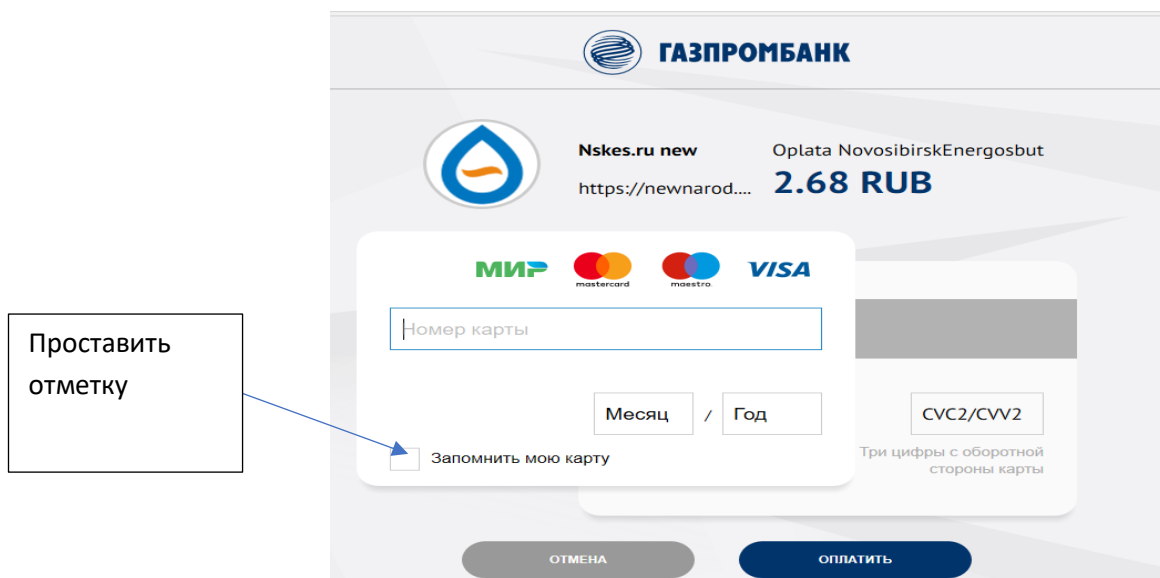 ГАЗПРОМБАНК
Nskes.ru new
Oplata NovosibirskEnergosbut
https://newnarod....
2.68 RUB
МИР
mastercard
maestro
VISA
Номер карты
Проставить
отметку
Месяц / Год
CVC2/CVV2
Запомнить мою карту
Три цифры с оборотной
стороны карты
ОТМЕНА
ОПЛАТИТЬ